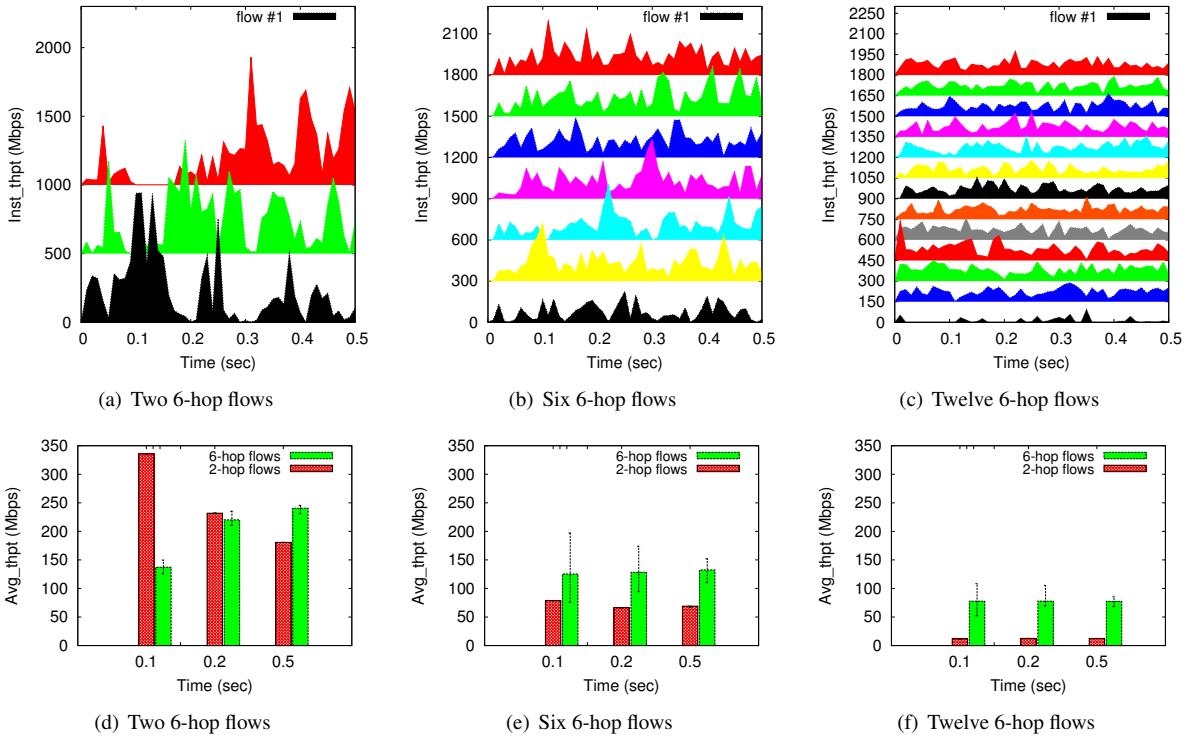 flow #1
Inst_thpt (Mbps)
2000
1500
1000
500
0
0 0.1 0.2 0.3 0.4 0.5
Time (sec)
(a) Two 6-hop flows
flow #1
Inst_thpt (Mbps)
2100
1800
1500
1200
900
600
300
0
0 0.1 0.2 0.3 0.4 0.5
Time (sec)
(b) Six 6-hop flows
flow #1
Inst_thpt (Mbps)
2250
2100
1950
1800
1650
1500
1350
1200
1050
900
750
600
450
300
150
0
0 0.1 0.2 0.3 0.4 0.5
Time (sec)
(c) Twelve 6-hop flows
6-hop flows
2-hop flows
Avg_thpt (Mbps)
350
300
250
200
150
100
50
0
0.1 0.2 0.5
Time (sec)
(d) Two 6-hop flows
6-hop flows
2-hop flows
Avg_thpt (Mbps)
350
300
250
200
150
100
50
0
0.1 0.2 0.5
Time (sec)
(e) Six 6-hop flows
6-hop flows
2-hop flows
Avg_thpt (Mbps)
350
300
250
200
150
100
50
0
0.1 0.2 0.5
Time (sec)
(f) Twelve 6-hop flows